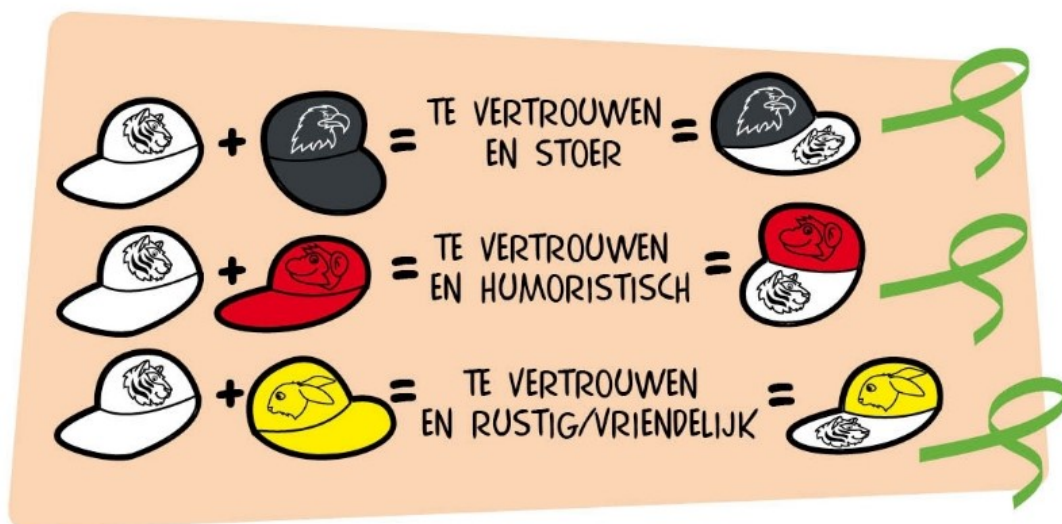 + = TE VERTROUWEN =
EN STOER
+ = TE VERTROUWEN =
EN HUMORISTISCH
+ = TE VERTROUWEN =
EN RUSTIG/VRIENDELIJK